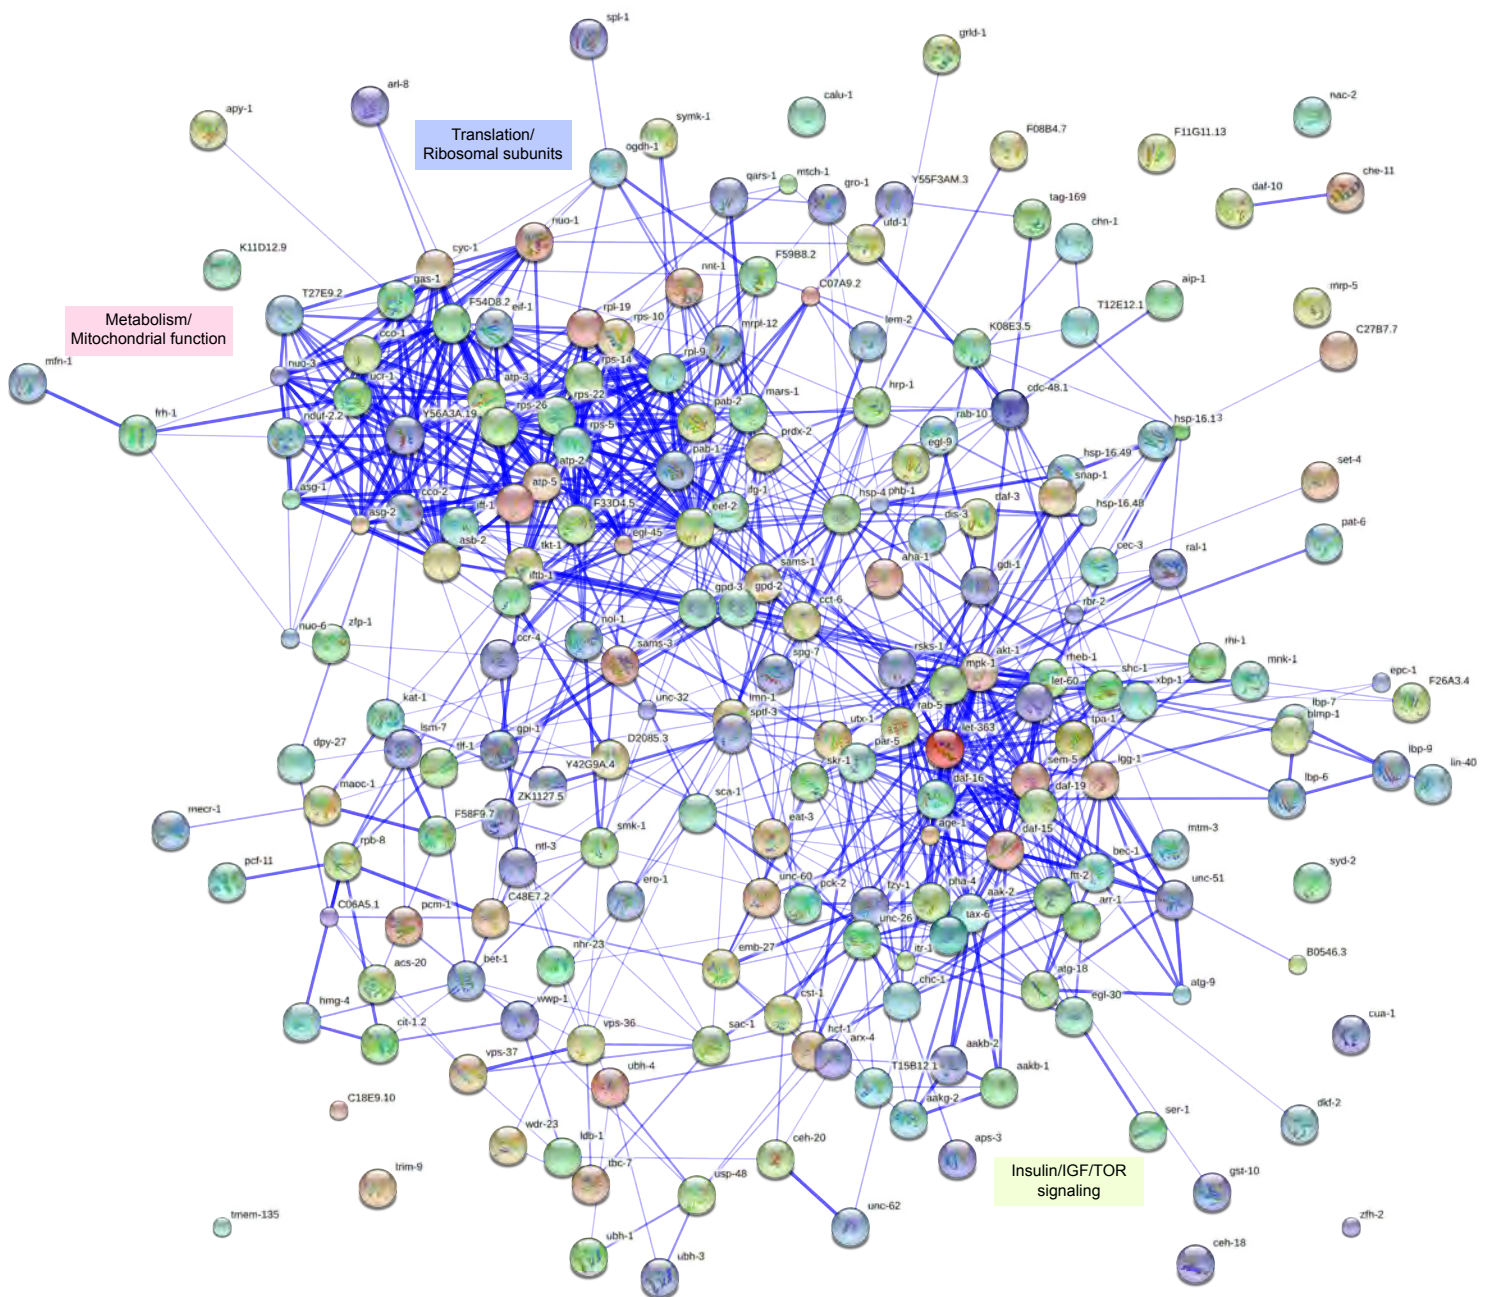 spl-1
grld-1
arl-8
apy-1
calu-1
nac-2
symk-1
Translation/
Ribosomal subunits
F08B4.7
F11G11.13
ogdh-1
qars-1
mtch-1
gro-1
Y55F3AM.3
tag-169
daf-10
che-11
nuo-1
ufd-1
chn-1
K11D12.9
cyc-1
gas-1
nnt-1
F59B8.2
C07A9.2
aip-1
mrp-5
T27E9.2
F54D8.2
eif-1
rpl-19
rps-10
T12E12.1
Metabolism/
Mitochondrial function
cco-1
mrpl-12
lem-2
K08E3.5
C27B7.7
mfn-1
nuo-3
ucr-1
atp-3
rps-14
rpl-9
rps-22
mars-1
hrp-1
cdc-48.1
frh-1
nduf-2.2
Y56A3A.19
rps-26
rps-5
pab-2
prdx-2
rab-10
egl-9
hsp-16.13
atp-2
pab-1
hsp-16.49
snap-1
set-4
asg-1
cco-2
atp-5
ifg-1
hsp-4
phb-1
daf-3
hsp-16.48
asg-2
ift-1
F33D4.5
eef-2
dis-3
pat-6
asb-2
egl-45
tkt-1
sams-1
aha-1
cec-3
ral-1
iftb-1
gpd-3
gpd-2
gdi-1
cct-6
rbr-2
nuo-6
zfp-1
ccr-4
nol-1
sams-3
spg-7
rsks-1
akt-1
mpk-1
rheb-1
shc-1
rhi-1
mnk-1
epc-1
kat-1
unc-32
lmn-1
let-60
xbp-1
F26A3.4
lsm-7
gpi-1
sptf-3
rab-5
lbp-7
blmp-1
dpy-27
tlf-1
D2085.3
utx-1
let-363
tpa-1
Y42G9A.4
par-5
sem-5
lgg-1
lbp-9
lin-40
maoc-1
ZK1127.5
skr-1
daf-16
daf-19
lbp-6
mecr-1
F58F9.7
sca-1
age-1
rpb-8
smk-1
eat-3
daf-15
mtm-3
pcf-11
ntl-3
bec-1
syd-2
C06A5.1
ero-1
unc-60
pck-2
fzy-1
pha-4
aak-2
ftt-2
unc-51
pcm-1
C48E7.2
unc-26
tax-6
arr-1
acs-20
bet-1
nhr-23
emb-27
itr-1
B0546.3
hmg-4
chc-1
atg-18
atg-9
cit-1.2
wwp-1
cst-1
egl-30
cua-1
vps-36
sac-1
hcf-1
arx-4
aakb-2
vps-37
ubh-4
T15B12.1
aakb-1
C18E9.10
aakg-2
dkf-2
wdr-23
ldb-1
ceh-20
ser-1
tbc-7
usp-48
aps-3
lrim-9
Insulin/IGF/TOR
signaling
gst-10
tmem-135
unc-62
zfh-2
ubh-1
ubh-3
ceh-18